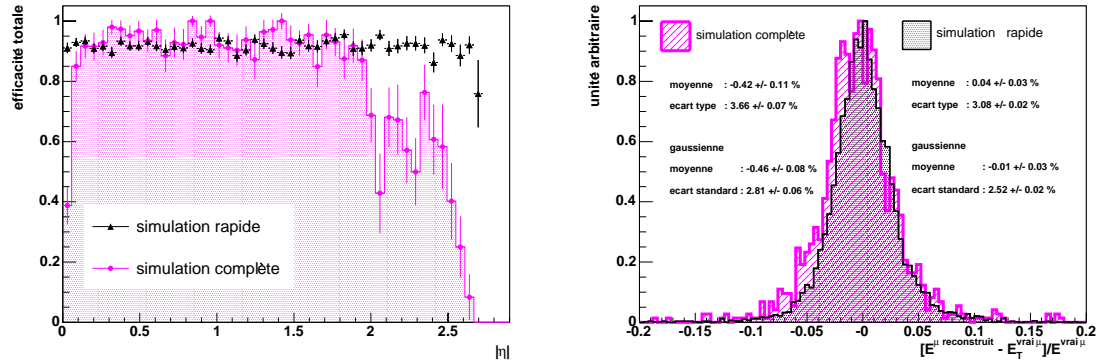 efficacité totale
1
0.8
0.6
0.4
0.2
0
simulation rapide
simulation complète
0 0.5 1 1.5 2 2.5
|η|
unité arbitraire
1
0.8
0.6
0.4
0.2
0
simulation complète
moyenne : -0.42 +/- 0.11 %
ecart type : 3.66 +/- 0.07 %
gaussienne
moyenne : -0.46 +/- 0.08 %
ecart standard : 2.81 +/- 0.06 %
simulation rapide
moyenne : 0.04 +/- 0.03 %
ecart type : 3.08 +/- 0.02 %
gaussienne
moyenne : -0.01 +/- 0.03 %
ecart standard : 2.52 +/- 0.02 %
-0.2 -0.15 -0.1 -0.05 -0 0.05 0.1 0.15 0.2
[E^μ reconstruit - E_T^vrai μ]/E^vrai μ